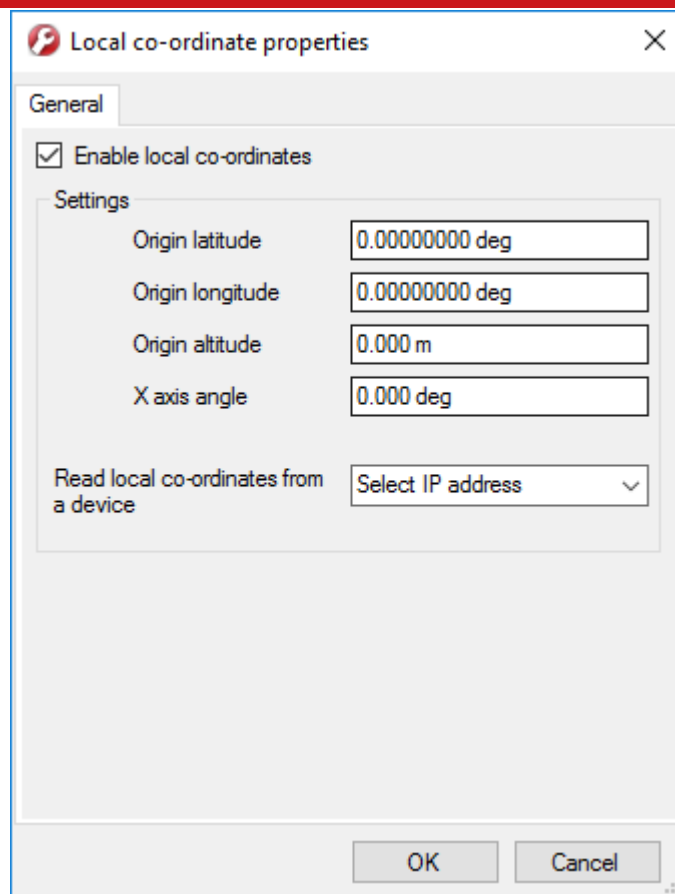 Local co-ordinate properties
General
Enable local co-ordinates
Settings
Origin latitude 0.00000000 deg
Origin longitude 0.00000000 deg
Origin altitude 0.000 m
X axis angle 0.000 deg
Read local co-ordinates from Select IP address
a device
OK Cancel